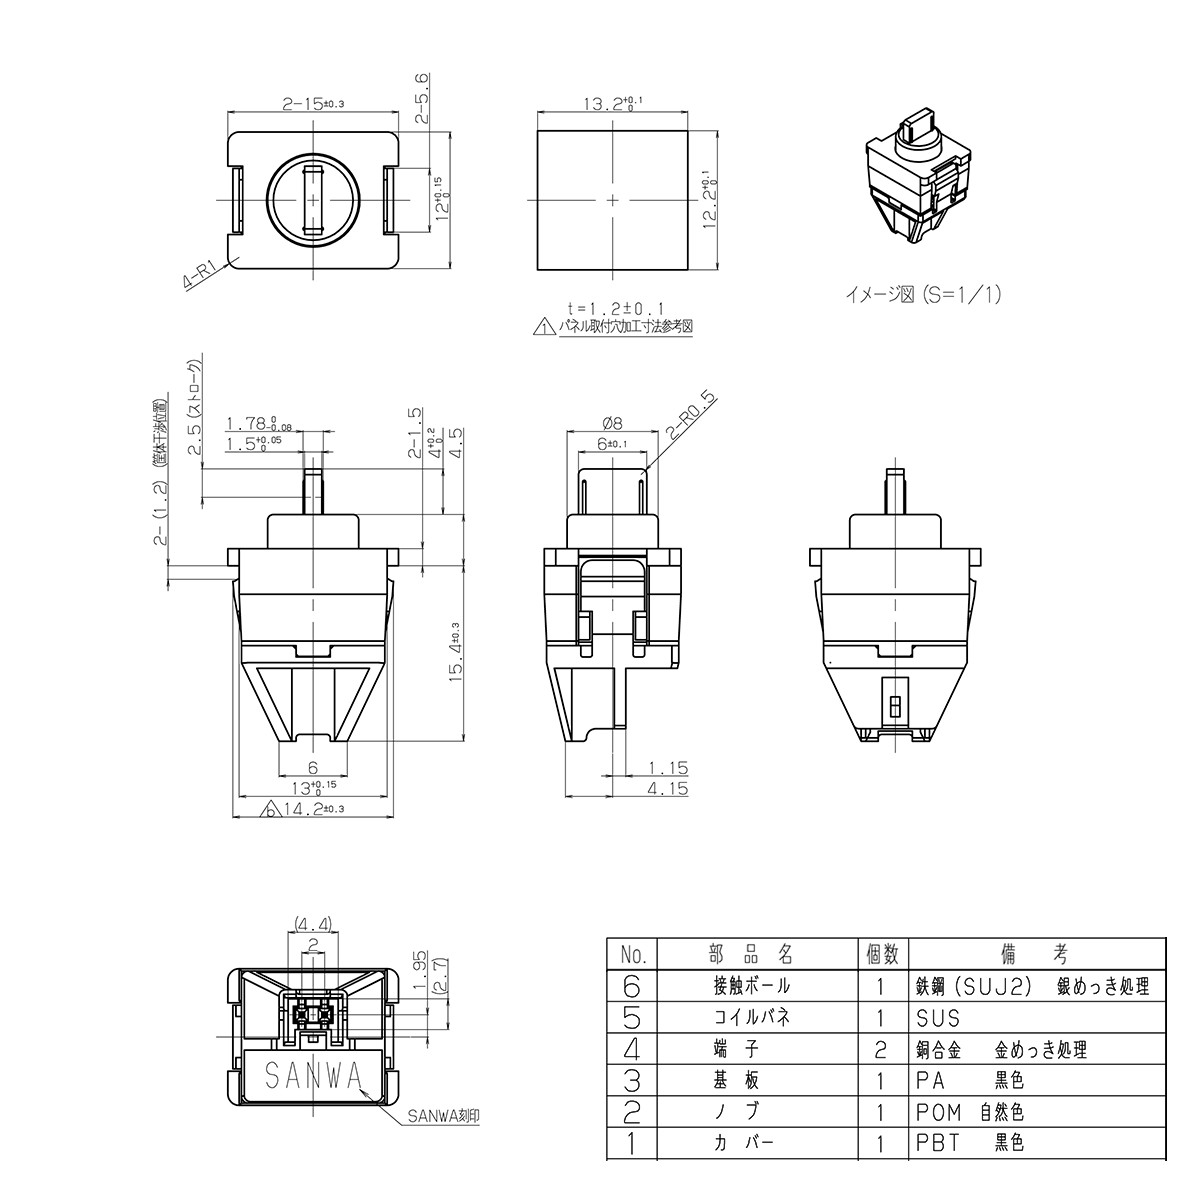 2-15±0.3
2-5.6
12+0.15 0
4-R1
13.2+0.1 0
12.2+0.1 0
t=1.2±0.1
1 パネル取付穴加工寸法参考図
イメージ図 (S=1/1)
2-(1.2) (筐体干渉位置)
2.5 (ストローク)
1.78 0 -0.08
1.5+0.05 0
2-1.5
4+0.2 0
4.5
15.4±0.3
6
13+0.15 0
6 14.2±0.3
Ø8
6±0.1
2-R0.5
1.15
4.15
(4.4)
2
1.95
(2.7)
SANWA
SANWA刻印
No. 部品名 個数 備考
6 接触ボール 1 鉄鋼 (SUJ2) 銀めっき処理
5 コイルバネ 1 SUS
4 端子 2 銅合金 金めっき処理
3 基板 1 PA 黒色
2 ノブ 1 POM 自然色
1 カバー 1 PBT 黒色